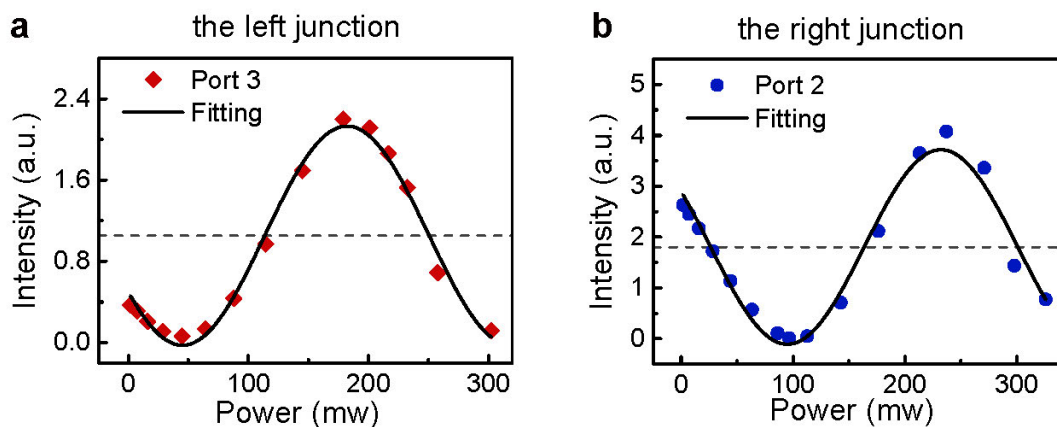 a
the left junction
Port 3
Fitting
Intensity (a.u.)
2.4
1.6
0.8
0.0
0
100
200
300
Power (mw)
b
the right junction
Port 2
Fitting
Intensity (a.u.)
5
4
3
2
1
0
0
100
200
300
Power (mw)